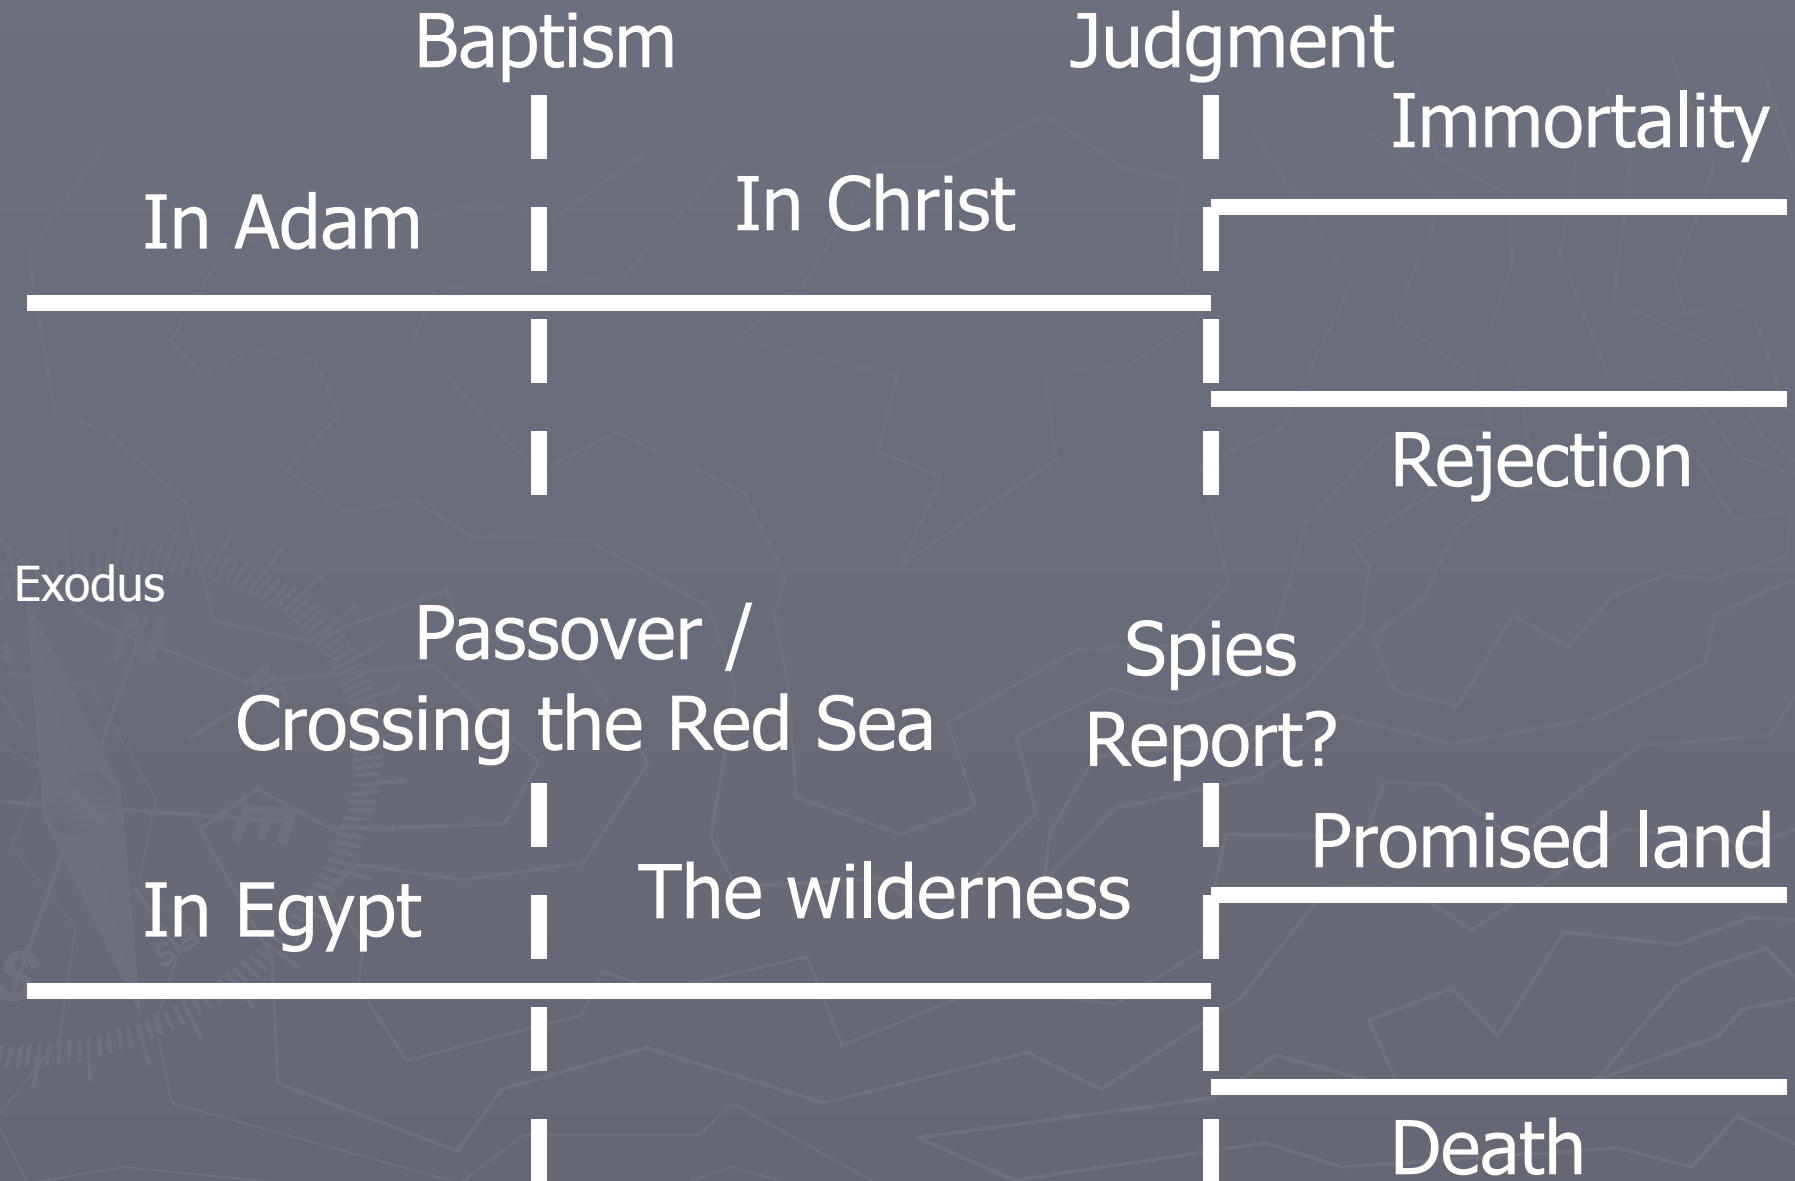 Baptism
Judgment
Immortality
In Adam
In Christ
Rejection
Exodus
Passover /
Crossing the Red Sea
Spies
Report?
Promised land
In Egypt
The wilderness
Death
N
E
S